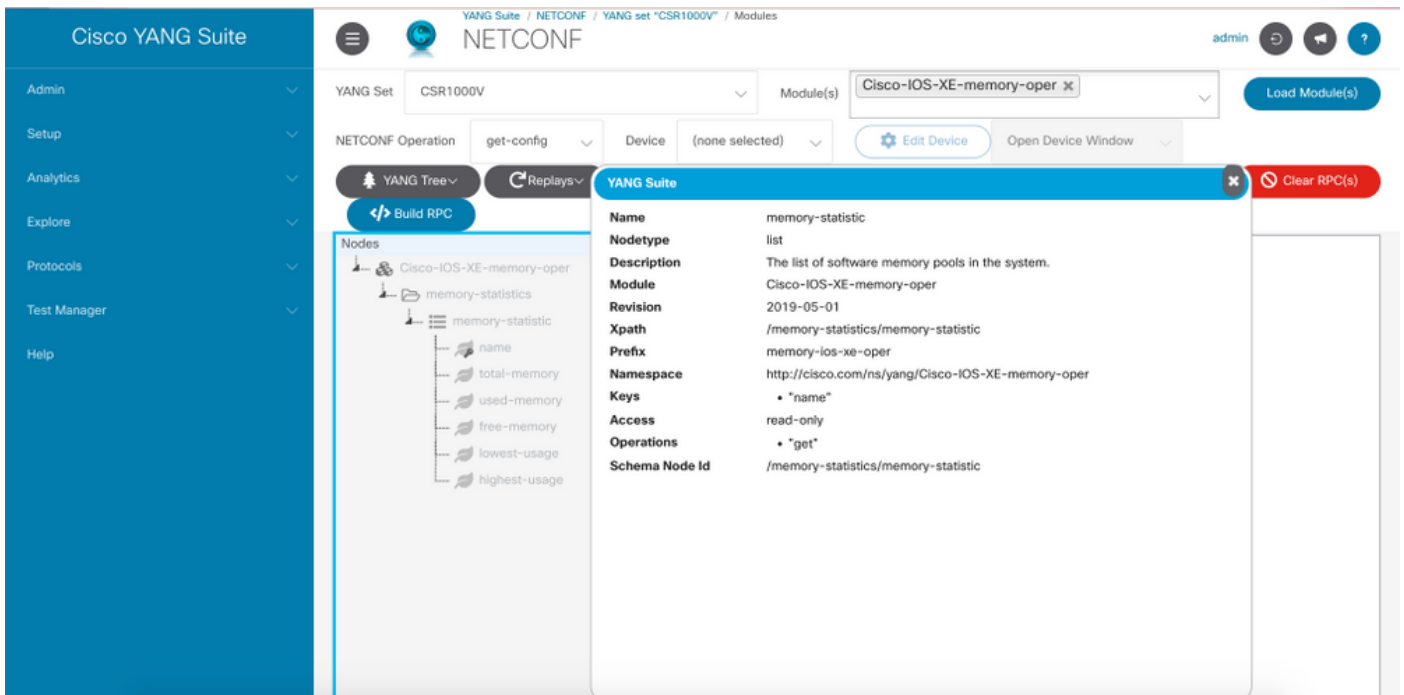 Cisco YANG Suite
Admin
Setup
Analytics
Explore
Protocols
Test Manager
Help
YANG Suite / NETCONF / YANG set "CSR1000V" / Modules
NETCONF
admin
?
YANG Set CSR1000V Module(s) Cisco-IOS-XE-memory-oper Load Module(s)
NETCONF Operation get-config Device (none selected) Edit Device Open Device Window
YANG Tree Replays Clear RPC(s)
</> Build RPC
Nodes
Cisco-IOS-XE-memory-oper
memory-statistics
memory-statistic
name
total-memory
used-memory
free-memory
lowest-usage
highest-usage
YANG Suite
Name memory-statistic
Nodetype list
Description The list of software memory pools in the system.
Module Cisco-IOS-XE-memory-oper
Revision 2019-05-01
Xpath /memory-statistics/memory-statistic
Prefix memory-ios-xe-oper
Namespace http://cisco.com/ns/yang/Cisco-IOS-XE-memory-oper
Keys • "name"
Access read-only
Operations • "get"
Schema Node Id /memory-statistics/memory-statistic